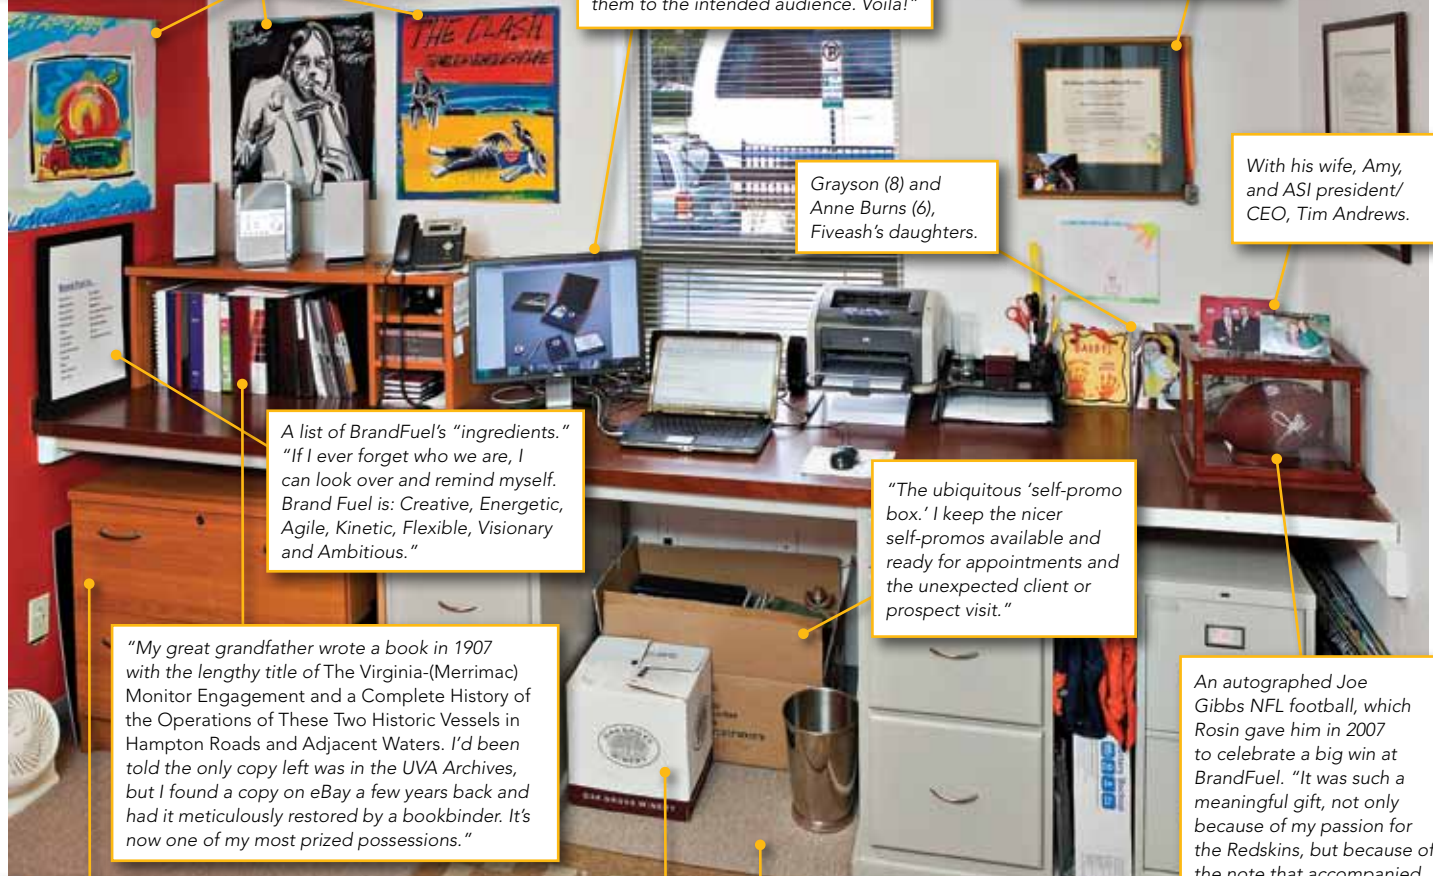 them to the intended audience. Voilà!"
THE CLASH
Grayson (8) and
Anne Burns (6),
Fiveash's daughters.
With his wife, Amy,
and ASI president/
CEO, Tim Andrews.
A list of BrandFuel's "ingredients."
"If I ever forget who we are, I
can look over and remind myself.
Brand Fuel is: Creative, Energetic,
Agile, Kinetic, Flexible, Visionary
and Ambitious."
"The ubiquitous 'self-promo
box.' I keep the nicer
self-promos available and
ready for appointments and
the unexpected client or
prospect visit."
"My great grandfather wrote a book in 1907
with the lengthy title of The Virginia-(Merrimac)
Monitor Engagement and a Complete History of
the Operations of These Two Historic Vessels in
Hampton Roads and Adjacent Waters. I'd been
told the only copy left was in the UVA Archives,
but I found a copy on eBay a few years back and
had it meticulously restored by a bookbinder. It's
now one of my most prized possessions."
An autographed Joe
Gibbs NFL football, which
Rosin gave him in 2007
to celebrate a big win at
BrandFuel. "It was such a
meaningful gift, not only
because of my passion for
the Redskins, but because of
the note that accompanied